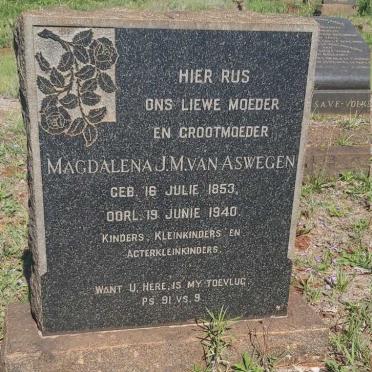 HIER RUS
ONS LIEWE MOEDER
EN GROOTMOEDER
MAGDALENA J.M. VAN ASWEGEN
GEB. 16 JULIE 1853,
OORL. 19 JUNIE 1940.
KINDERS, KLEINKINDERS EN
AGTERKLEINKINDERS.
WANT U, HERE, IS MY TOEVLUG.
PS. 91 VS. 9.